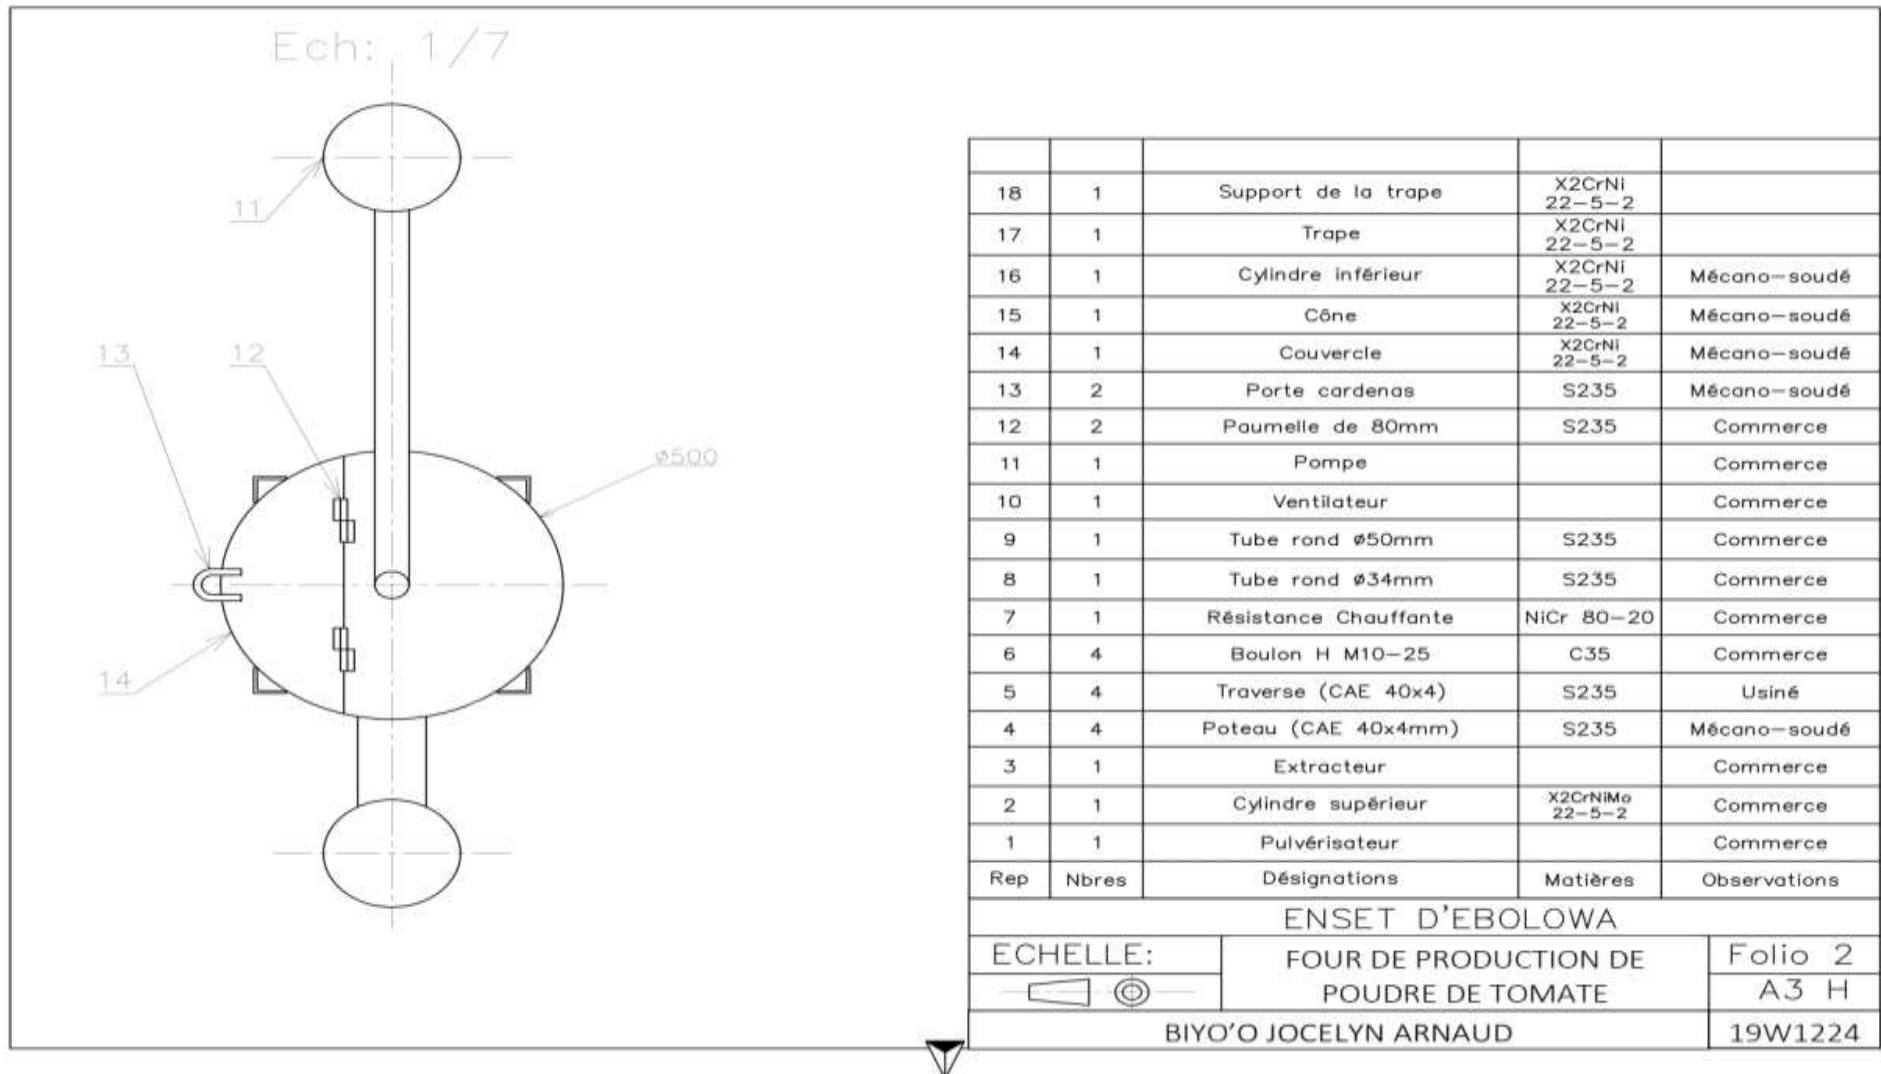 Ech: 1/7
11
13
12
ø500
14
18 1 Support de la trape X2CrNi 22-5-2
17 1 Trape X2CrNi 22-5-2
16 1 Cylindre inférieur X2CrNi 22-5-2 Mécano-soudé
15 1 Cône X2CrNi 22-5-2 Mécano-soudé
14 1 Couvercle X2CrNi 22-5-2 Mécano-soudé
13 2 Porte cardenas S235 Mécano-soudé
12 2 Paumelle de 80mm S235 Commerce
11 1 Pompe Commerce
10 1 Ventilateur Commerce
9 1 Tube rond ø50mm S235 Commerce
8 1 Tube rond ø34mm S235 Commerce
7 1 Résistance Chauffante NiCr 80-20 Commerce
6 4 Boulon H M10-25 C35 Commerce
5 4 Traverse (CAE 40x4) S235 Usiné
4 4 Poteau (CAE 40x4mm) S235 Mécano-soudé
3 1 Extracteur Commerce
2 1 Cylindre supérieur X2CrNiMo 22-5-2 Commerce
1 1 Pulvérisateur Commerce
Rep Nbres Désignations Matières Observations
ENSET D'EBOLOWA
ECHELLE:
FOUR DE PRODUCTION DE
POUDRE DE TOMATE
Folio 2
A3 H
BIYO'O JOCELYN ARNAUD
19W1224